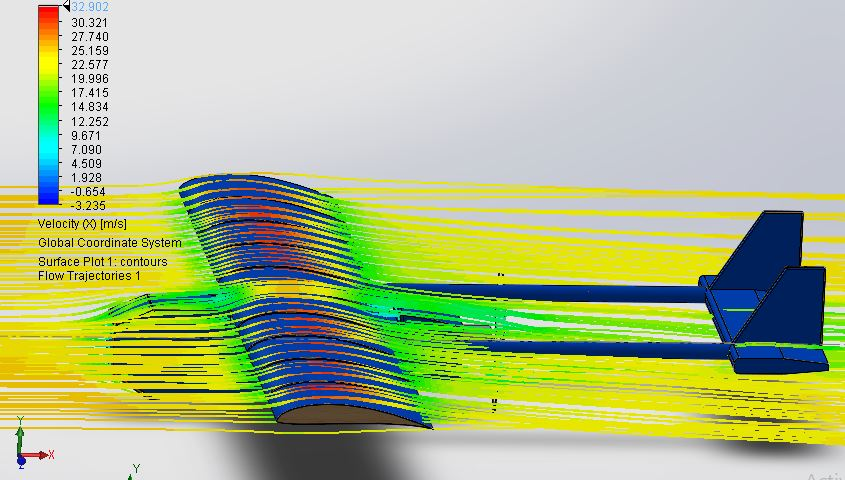 32.902
30.321
27.740
25.159
22.577
19.996
17.415
14.834
12.252
9.671
7.090
4.509
1.928
-0.654
-3.235
Velocity (X) [m/s]
Global Coordinate System
Surface Plot 1: contours
Flow Trajectories 1
Y
X
Z
Y
Activ